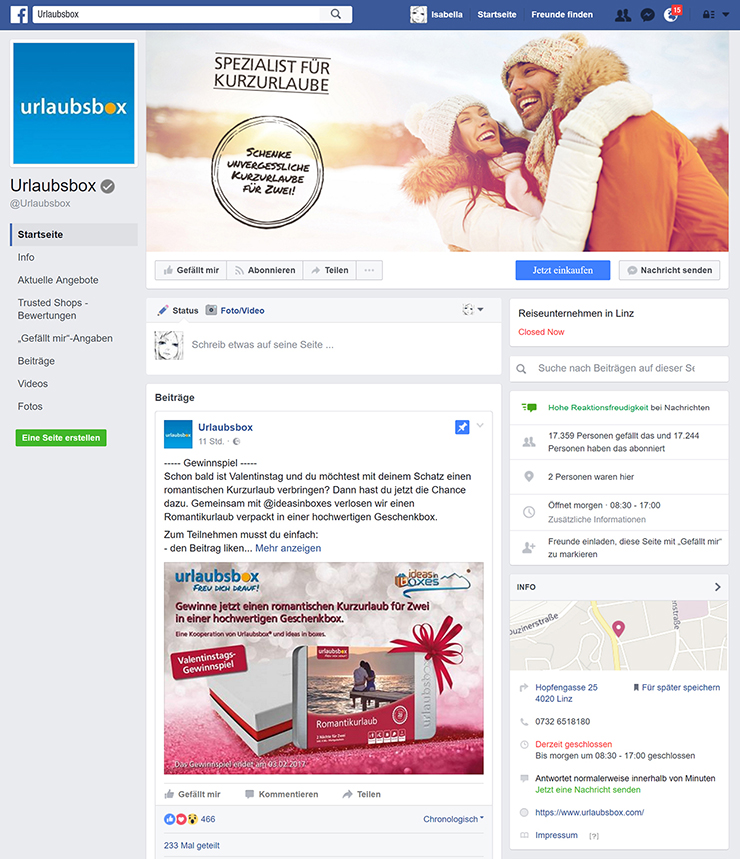 Urlaubsbox
Isabella
Startseite
Freunde finden
15
urlaubsbox
SPEZIALIST FÜR
KURZURLAUBE
SCHENKE
UNVERGESSLICHE
KURZURLAUBE
FÜR ZWEI!
Urlaubsbox
@Urlaubsbox
Startseite
Info
Aktuelle Angebote
Trusted Shops -
Bewertungen
„Gefällt mir“-Angaben
Beiträge
Videos
Fotos
Eine Seite erstellen
Gefällt mir
Abonnieren
Teilen
Jetzt einkaufen
Nachricht senden
Status
Foto/Video
Schreib etwas auf seine Seite ...
Beiträge
urlaubsbox
Urlaubsbox
11 Std. ·
----- Gewinnspiel -----
Schon bald ist Valentinstag und du möchtest mit deinem Schatz einen
romantischen Kurzurlaub verbringen? Dann hast du jetzt die Chance
dazu. Gemeinsam mit @ideasinboxes verlosen wir einen
Romantikurlaub verpackt in einer hochwertigen Geschenkbox.
Zum Teilnehmen musst du einfach:
- den Beitrag liken... Mehr anzeigen
urlaubsbox
FREU DICH DRAUF!
ideas in
boxes
Gewinne jetzt einen romantischen Kurzurlaub für Zwei
in einer hochwertigen Geschenkbox.
Eine Kooperation von Urlaubsbox® und ideas in boxes.
Valentinstags-
Gewinnspiel
urlaubsbox
urlaubsbox
Romantikurlaub
2 Nächte für Zwei
Das Gewinnspiel endet am 03.02.2017
Gefällt mir
Kommentieren
Teilen
466
Chronologisch
233 Mal geteilt
Reiseunternehmen in Linz
Closed Now
Suche nach Beiträgen auf dieser Se
Hohe Reaktionsfreudigkeit bei Nachrichten
17.359 Personen gefällt das und 17.244
Personen haben das abonniert
2 Personen waren hier
Öffnet morgen · 08:30 - 17:00
Zusätzliche Informationen
Freunde einladen, diese Seite mit „Gefällt mir“
zu markieren
INFO
puzinerstraße
nstraße
Hopfengasse 25
4020 Linz
Für später speichern
0732 6518180
Derzeit geschlossen
Bis morgen um 08:30 - 17:00 geschlossen
Antwortet normalerweise innerhalb von Minuten
Jetzt eine Nachricht senden
https://www.urlaubsbox.com/
Impressum
[?]